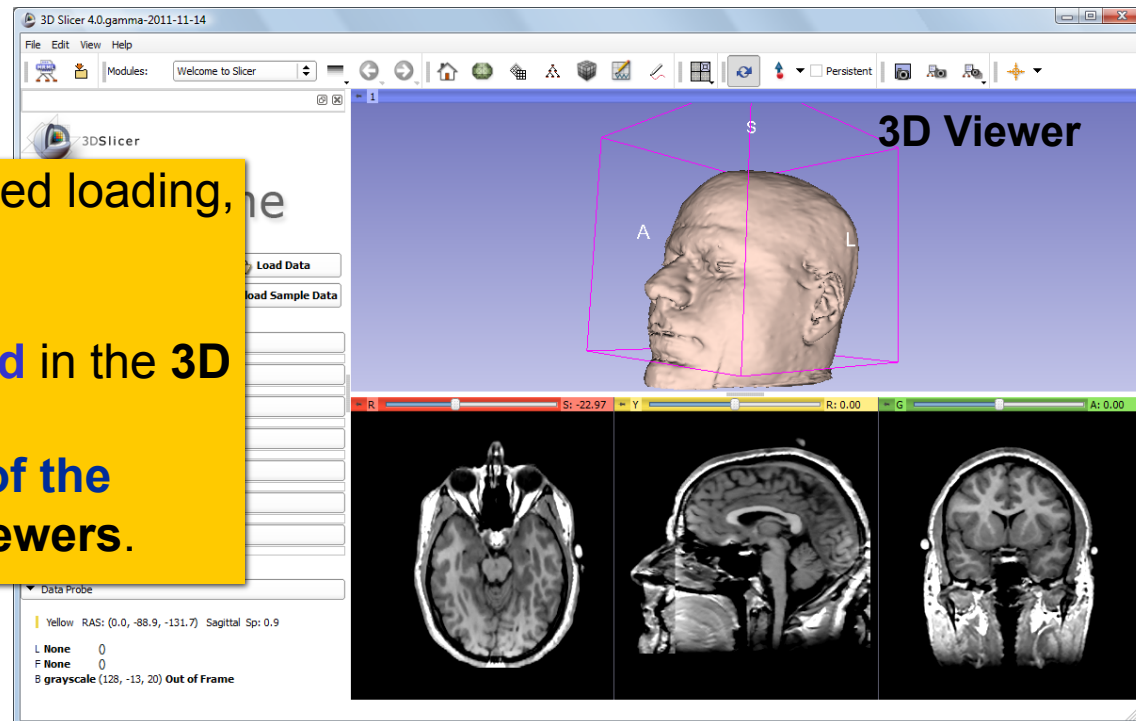 3D Slicer 4.0.gamma-2011-11-14
File Edit View Help
Modules: Welcome to Slicer Persistent
1
3DSlicer
S
3D Viewer
A
L
ed loading,
me
Load Data
load Sample Data
d in the 3D
of the
ewers.
R S: -22.97 Y R: 0.00 G A: 0.00
Data Probe
Yellow RAS: (0.0, -88.9, -131.7) Sagittal Sp: 0.9
L None ()
F None ()
B grayscale (128, -13, 20) Out of Frame